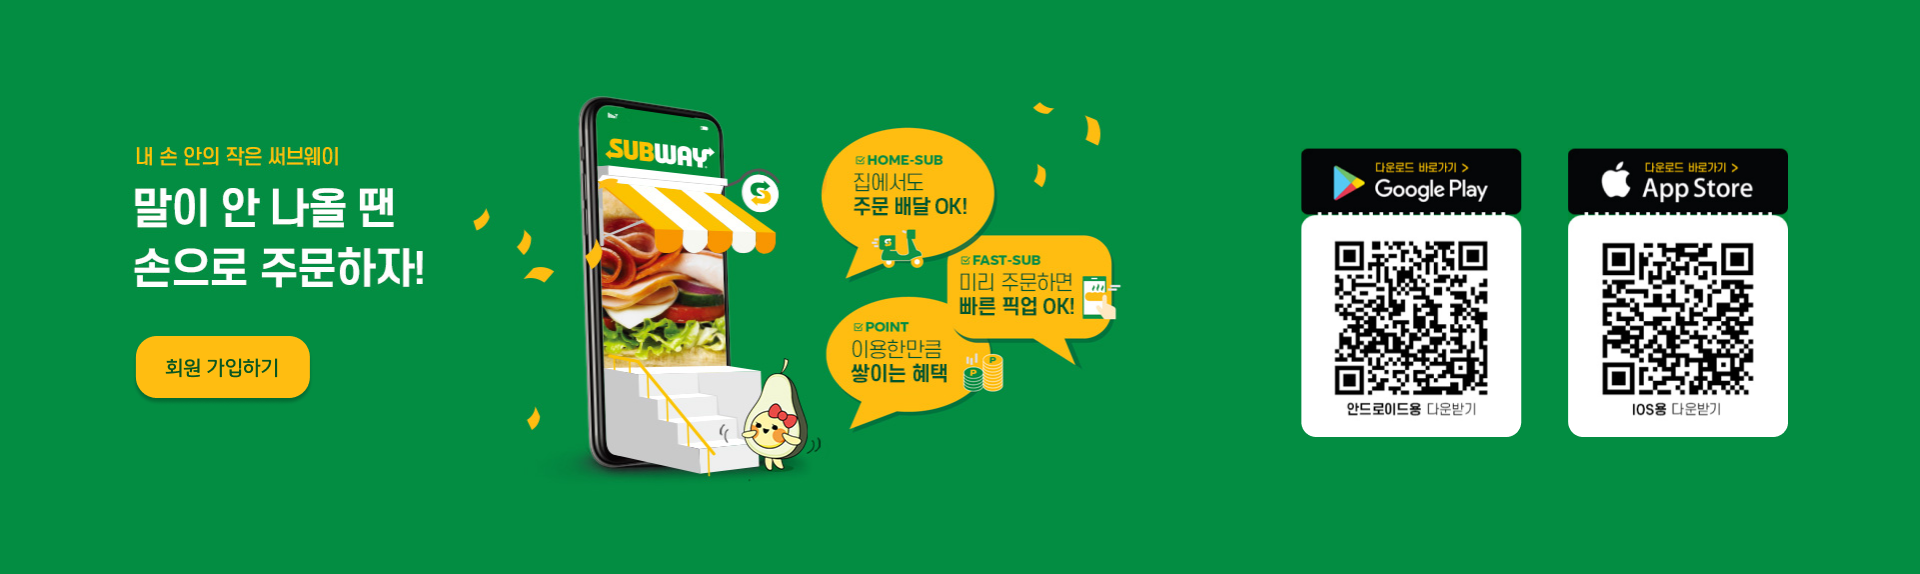 내 손 안의 작은 써브웨이
말이 안 나올 땐
손으로 주문하자!
회원 가입하기
SUBWAY
S
HOME-SUB
집에서도
주문 배달 OK!
FAST-SUB
미리 주문하면
빠른 픽업 OK!
POINT
이용한만큼
쌓이는 혜택
P
P
다운로드 바로가기 >
Google Play
안드로이드용 다운받기
다운로드 바로가기 >
App Store
IOS용 다운받기